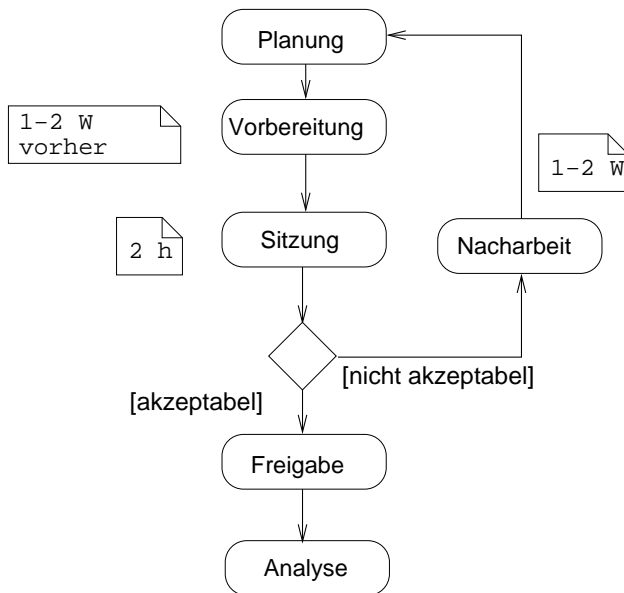 Planung
1-2 W
vorher
Vorbereitung
1-2 W
2 h
Sitzung
Nacharbeit
[nicht akzeptabel]
[akzeptabel]
Freigabe
Analyse